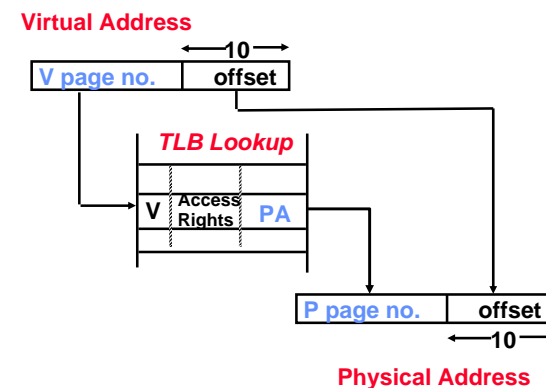 Virtual Address
10
V page no. offset
TLB Lookup
V Access Rights PA
P page no. offset
10
Physical Address